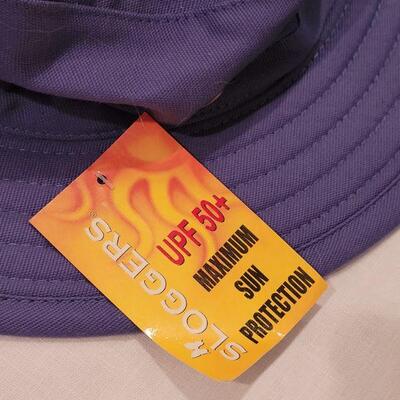 SLOGGERS®
UPF 50+
MAXIMUM
SUN
PROTECTION